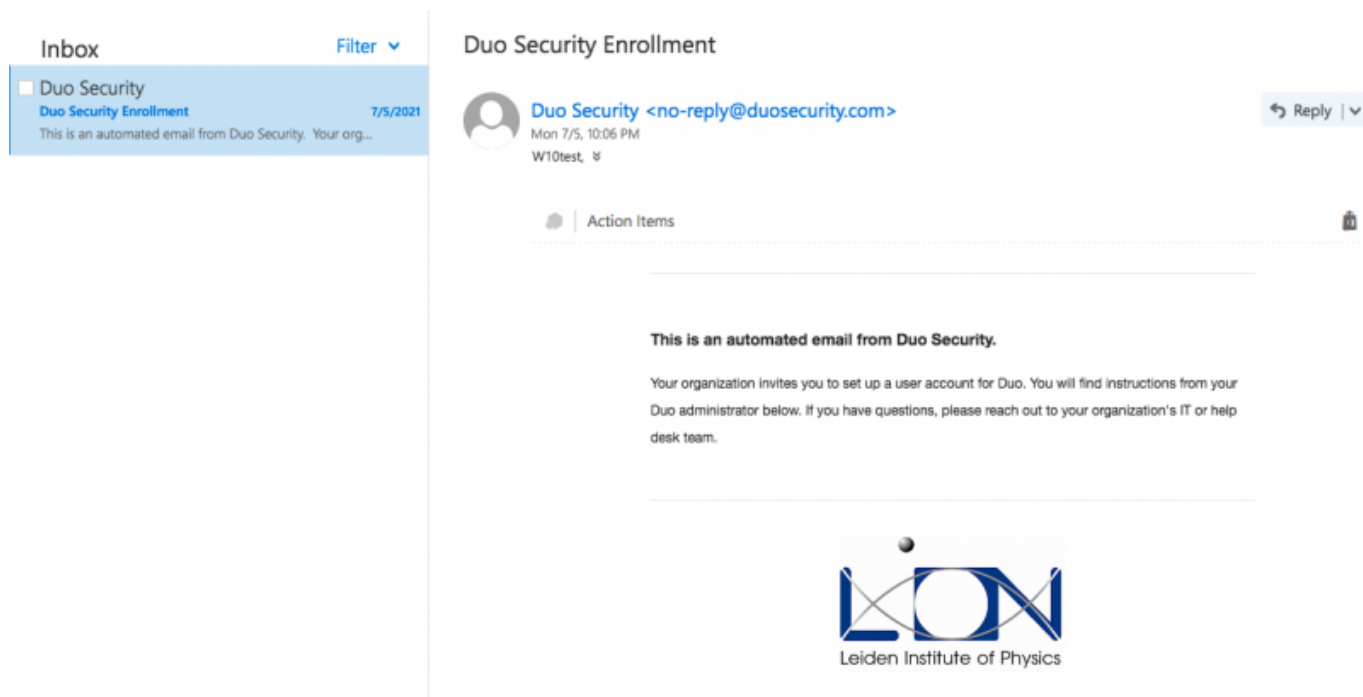 Inbox
Filter
Duo Security
Duo Security Enrollment 7/5/2021
This is an automated email from Duo Security. Your org...
Duo Security Enrollment
Duo Security <no-reply@duosecurity.com>
Mon 7/5, 10:06 PM
W10test,
Reply
Action Items
This is an automated email from Duo Security.
Your organization invites you to set up a user account for Duo. You will find instructions from your
Duo administrator below. If you have questions, please reach out to your organization's IT or help
desk team.
LION
Leiden Institute of Physics